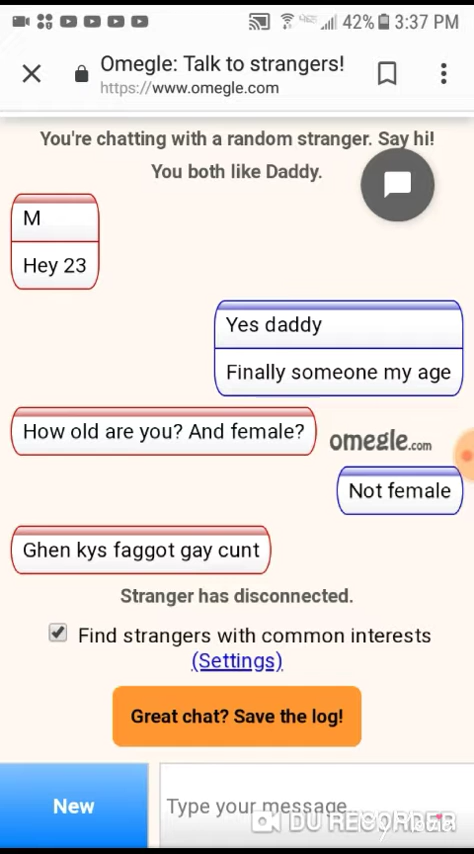 42% 3:37 PM
Omegle: Talk to strangers!
https://www.omegle.com
You're chatting with a random stranger. Say hi!
You both like Daddy.
M
Hey 23
Yes daddy
Finally someone my age
How old are you? And female?
omegle.com
Not female
Ghen kys faggot gay cunt
Stranger has disconnected.
Find strangers with common interests
(Settings)
Great chat? Save the log!
New
Type your message...
DU RECORDER